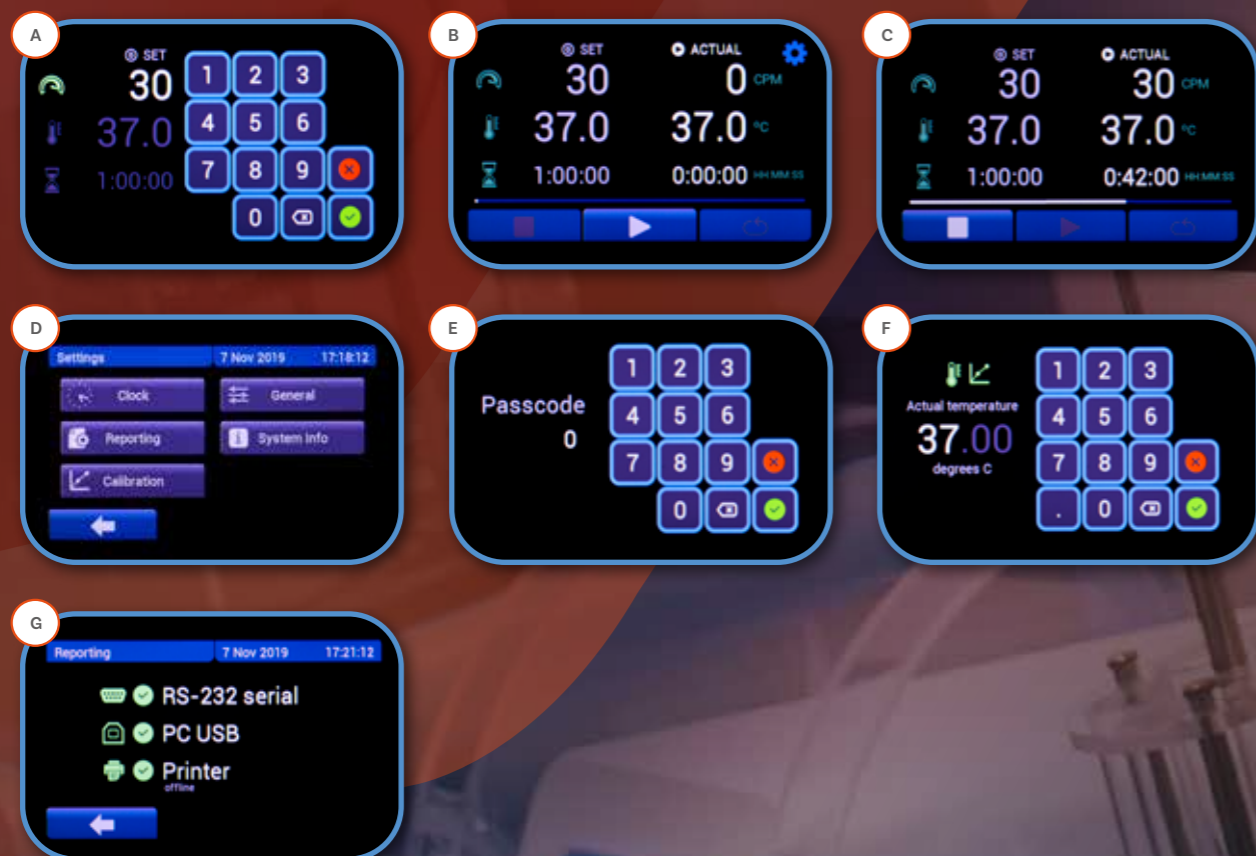 A
SET
30
37.0
1:00:00
1 2 3
4 5 6
7 8 9
0
B
SET ACTUAL
30 0 CPM
37.0 37.0 °C
1:00:00 0:00:00 HH:MM:SS
C
SET ACTUAL
30 30 CPM
37.0 37.0 °C
1:00:00 0:42:00 HH:MM:SS
D
Settings 7 Nov 2019 17:18:12
Clock General
Reporting System Info
Calibration
E
Passcode
0
1 2 3
4 5 6
7 8 9
0
F
Actual temperature
37.00
degrees C
1 2 3
4 5 6
7 8 9
. 0
G
Reporting 7 Nov 2019 17:21:12
RS-232 serial
PC USB
Printer
offline